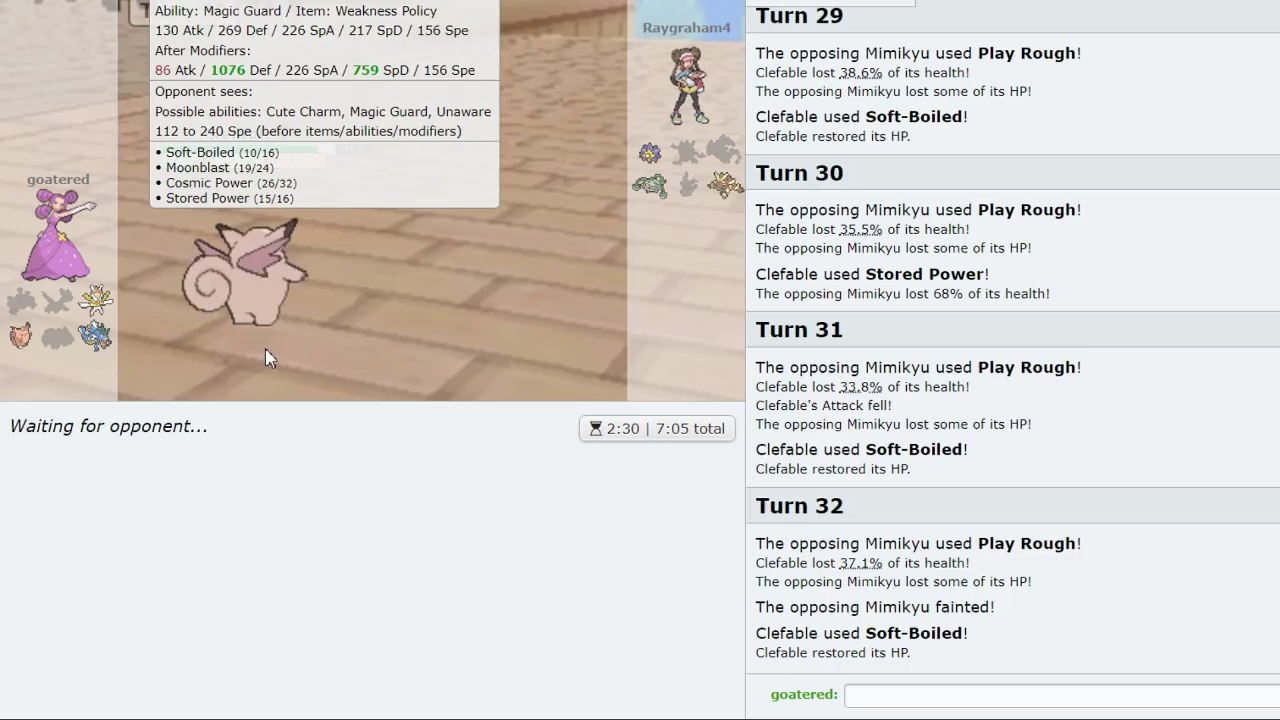 Ability: Magic Guard / Item: Weakness Policy
130 Atk / 269 Def / 226 SpA / 217 SpD / 156 Spe
After Modifiers:
86 Atk / 1076 Def / 226 SpA / 759 SpD / 156 Spe
Opponent sees:
Possible abilities: Cute Charm, Magic Guard, Unaware
112 to 240 Spe (before items/abilities/modifiers)
• Soft-Boiled (10/16)
• Moonblast (19/24)
• Cosmic Power (26/32)
• Stored Power (15/16)
goatered
Raygraham4
Waiting for opponent...
2:30 | 7:05 total
Turn 29
The opposing Mimikyu used Play Rough!
Clefable lost 38.6% of its health!
The opposing Mimikyu lost some of its HP!
Clefable used Soft-Boiled!
Clefable restored its HP.
Turn 30
The opposing Mimikyu used Play Rough!
Clefable lost 35.5% of its health!
The opposing Mimikyu lost some of its HP!
Clefable used Stored Power!
The opposing Mimikyu lost 68% of its health!
Turn 31
The opposing Mimikyu used Play Rough!
Clefable lost 33.8% of its health!
Clefable's Attack fell!
The opposing Mimikyu lost some of its HP!
Clefable used Soft-Boiled!
Clefable restored its HP.
Turn 32
The opposing Mimikyu used Play Rough!
Clefable lost 37.1% of its health!
The opposing Mimikyu lost some of its HP!
The opposing Mimikyu fainted!
Clefable used Soft-Boiled!
Clefable restored its HP.
goatered: